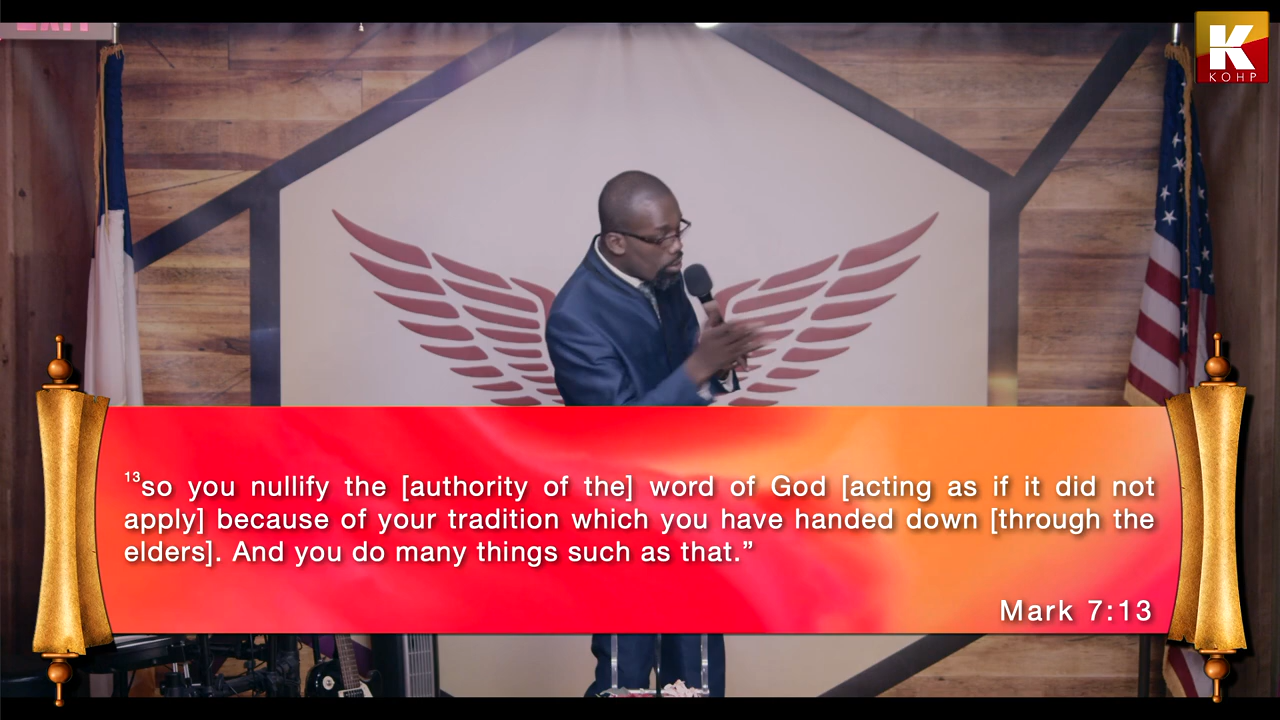 EXIT
K
KOHP
¹³so you nullify the [authority of the] word of God [acting as if it did not
apply] because of your tradition which you have handed down [through the
elders]. And you do many things such as that.”
Mark 7:13